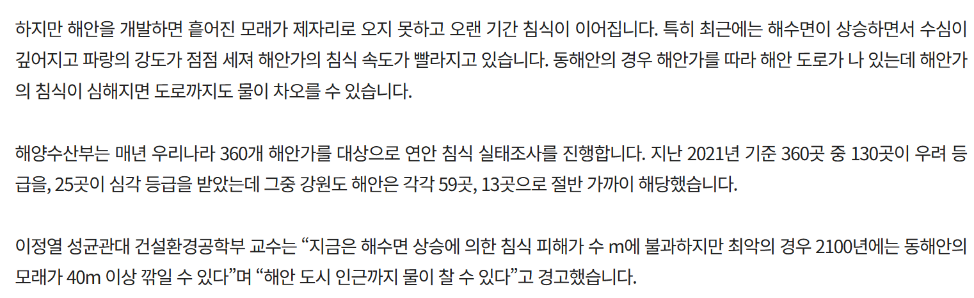 하지만 해안을 개발하면 흩어진 모래가 제자리로 오지 못하고 오랜 기간 침식이 이어집니다. 특히 최근에는 해수면이 상승하면서 수심이
깊어지고 파랑의 강도가 점점 세져 해안가의 침식 속도가 빨라지고 있습니다. 동해안의 경우 해안가를 따라 해안 도로가 나 있는데 해안가
의 침식이 심해지면 도로까지도 물이 차오를 수 있습니다.
해양수산부는 매년 우리나라 360개 해안가를 대상으로 연안 침식 실태조사를 진행합니다. 지난 2021년 기준 360곳 중 130곳이 우려 등
급을, 25곳이 심각 등급을 받았는데 그중 강원도 해안은 각각 59곳, 13곳으로 절반 가까이 해당했습니다.
이정열 성균관대 건설환경공학부 교수는 “지금은 해수면 상승에 의한 침식 피해가 수 m에 불과하지만 최악의 경우 2100년에는 동해안의
모래가 40m 이상 깎일 수 있다”며 “해안 도시 인근까지 물이 찰 수 있다”고 경고했습니다.